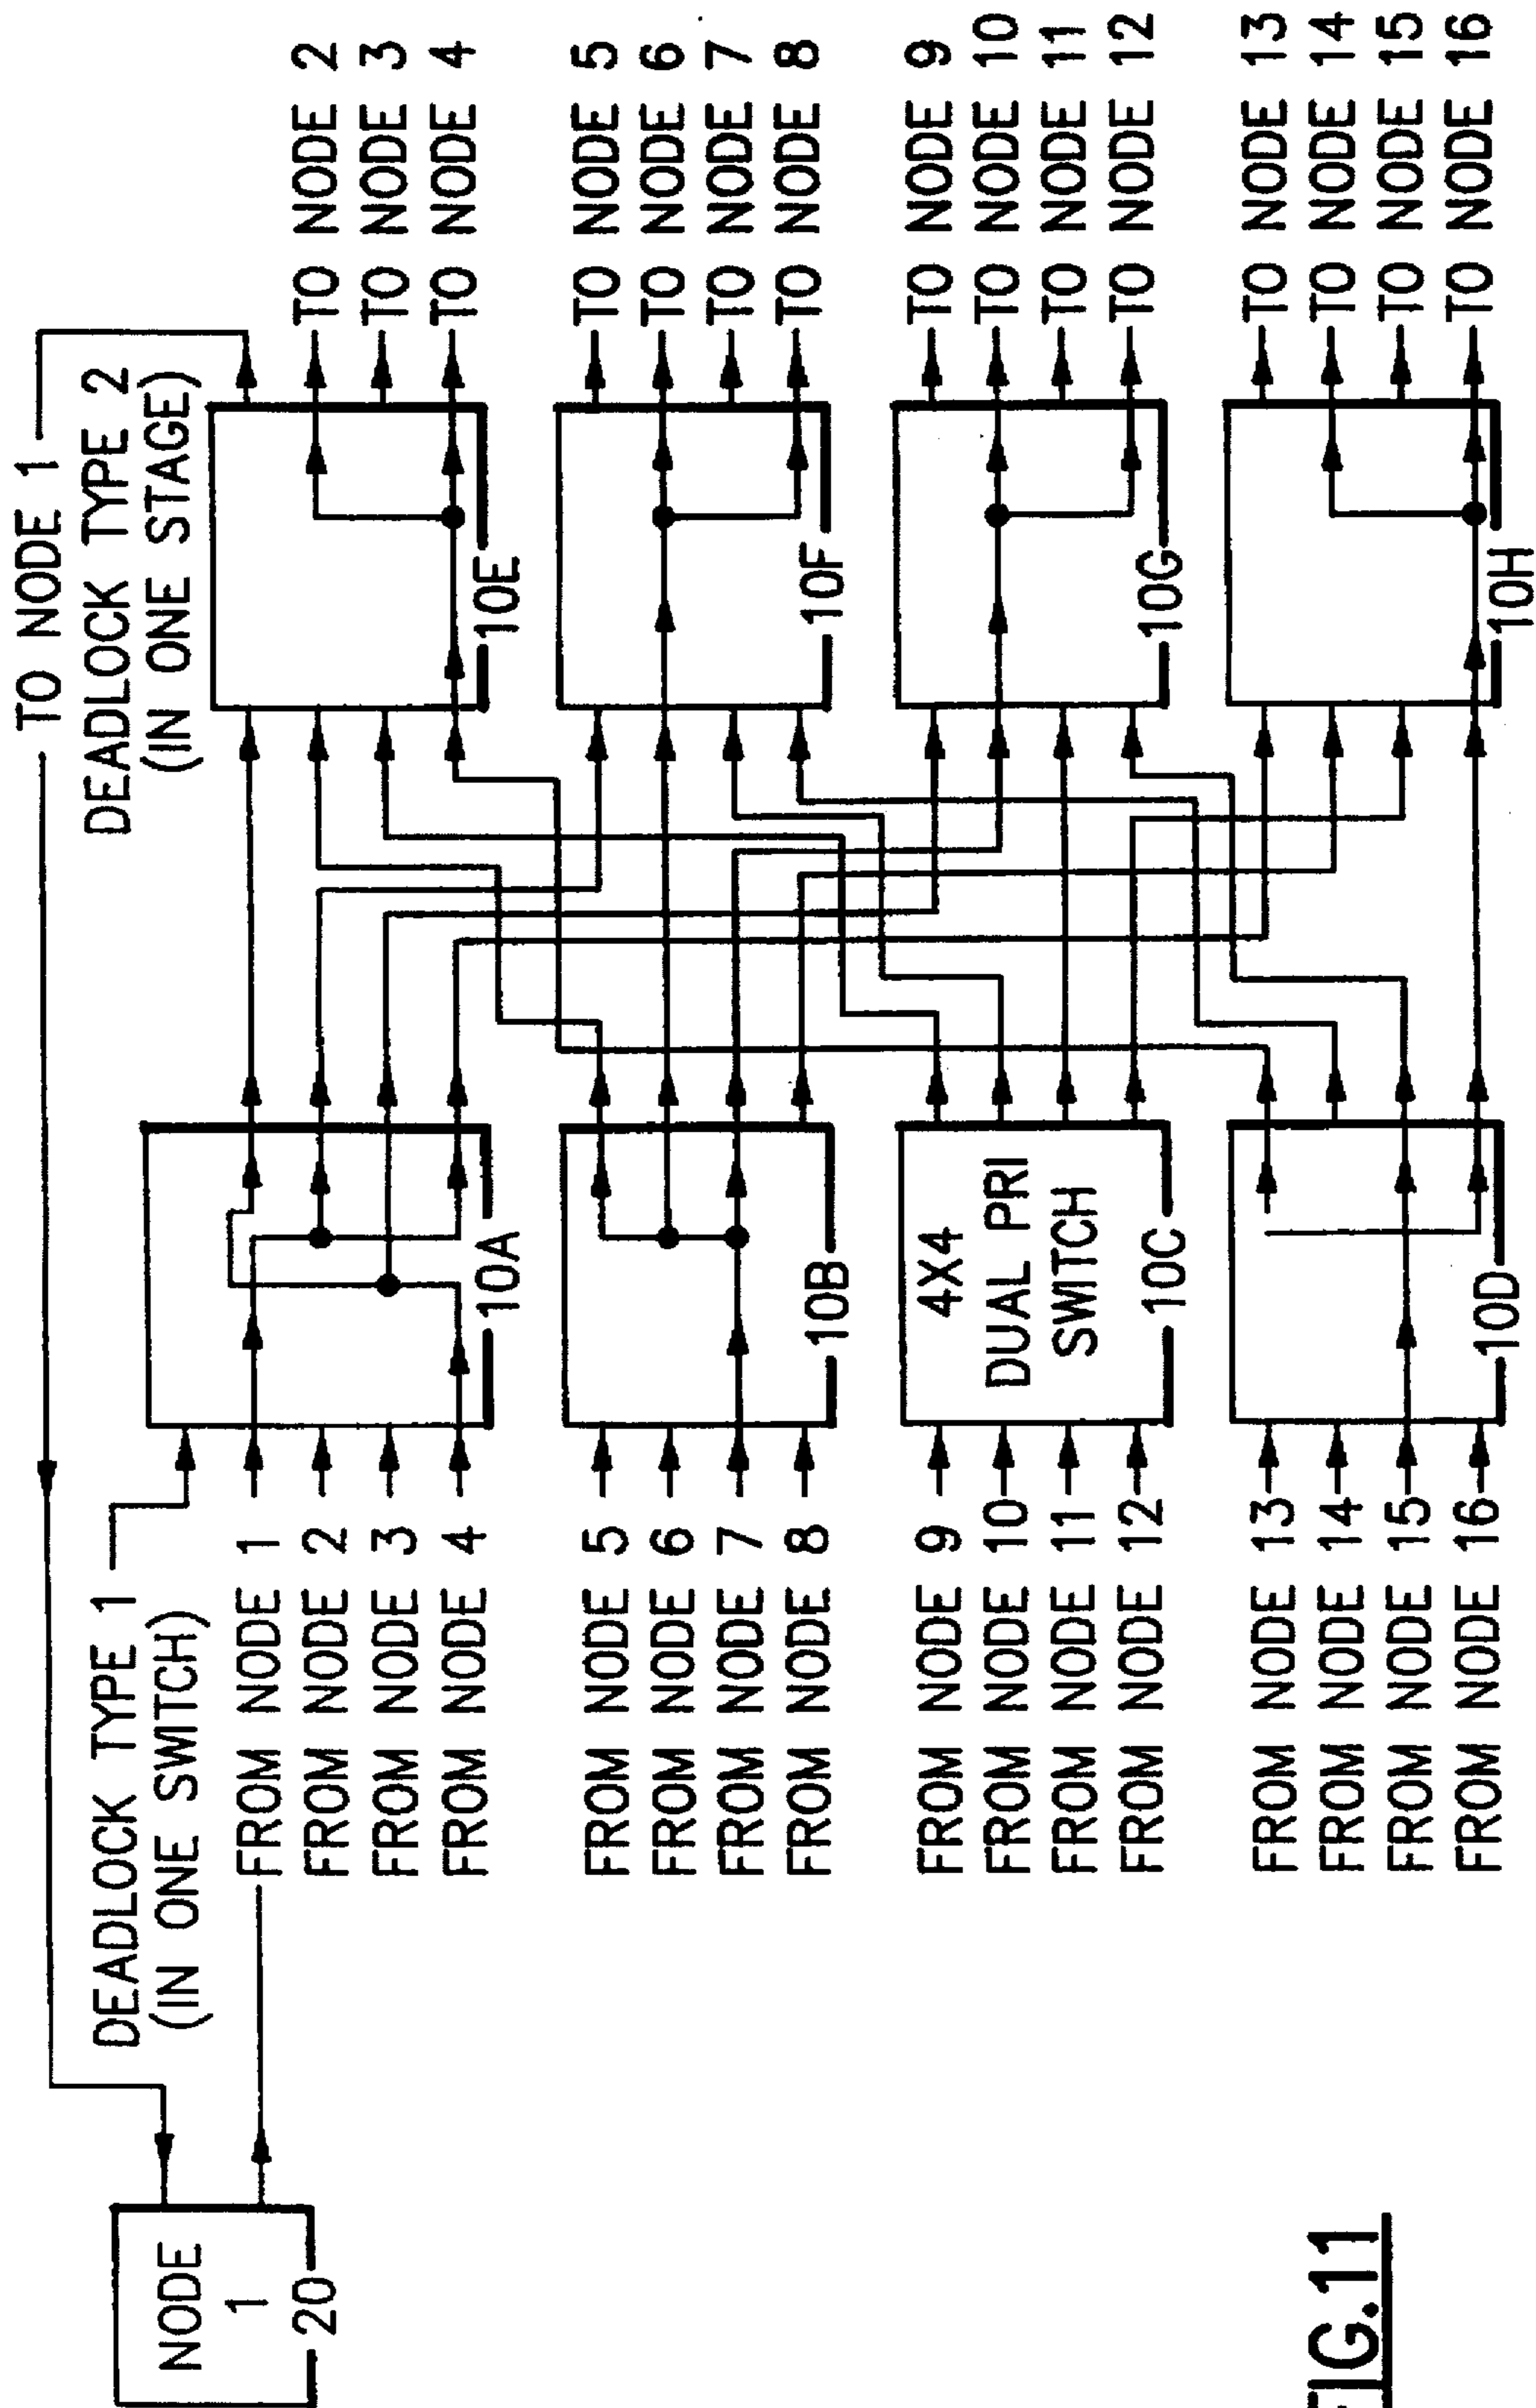 TO NODE 1
DEADLOCK TYPE 2
(IN ONE STAGE)
DEADLOCK TYPE 1
(IN ONE SWITCH)
NODE
1
20
FROM NODE 1
FROM NODE 2
FROM NODE 3
FROM NODE 4
10A
10E
TO NODE 2
TO NODE 3
TO NODE 4
FROM NODE 5
FROM NODE 6
FROM NODE 7
FROM NODE 8
10B
10F
TO NODE 5
TO NODE 6
TO NODE 7
TO NODE 8
FROM NODE 9
FROM NODE 10
FROM NODE 11
FROM NODE 12
4X4
DUAL PRI
SWITCH
10C
10G
TO NODE 9
TO NODE 10
TO NODE 11
TO NODE 12
FROM NODE 13
FROM NODE 14
FROM NODE 15
FROM NODE 16
10D
10H
TO NODE 13
TO NODE 14
TO NODE 15
TO NODE 16
FIG.11